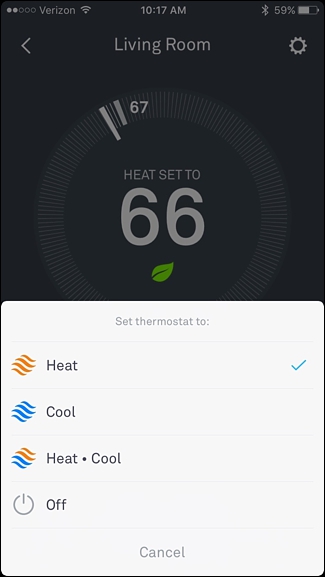 Verizon 10:17 AM 59%
Living Room
67
HEAT SET TO
66
Set thermostat to:
Heat
Cool
Heat • Cool
Off
Cancel